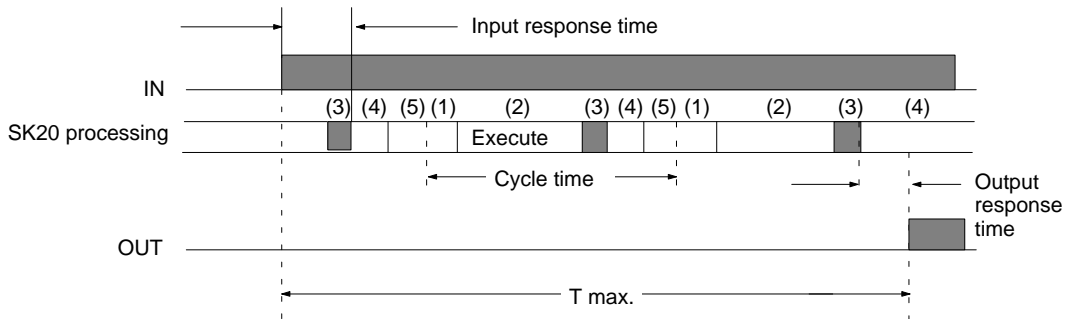 Input response time
IN
(3) (4) (5) (1) (2) (3) (4) (5) (1) (2) (3) (4)
SK20 processing
Execute
Cycle time
Output
response
time
OUT
T max.